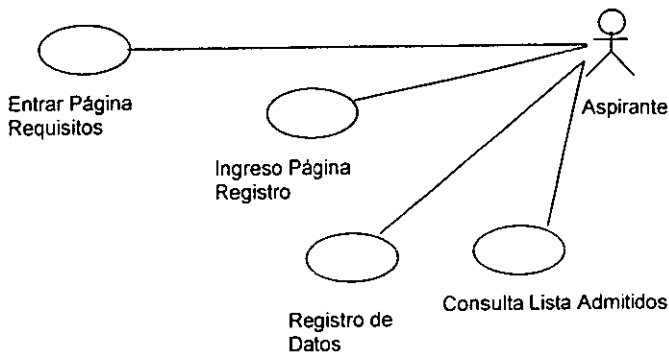 Entrar Página
Requisitos
Aspirante
Ingreso Página
Registro
Consulta Lista Admitidos
Registro de
Datos